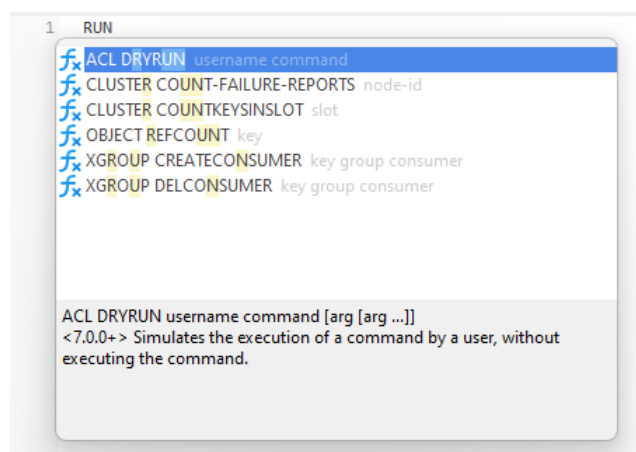 1 RUN
ACL DRYRUN username command
CLUSTER COUNT-FAILURE-REPORTS node-id
CLUSTER COUNTKEYSINSLOT slot
OBJECT REFCOUNT key
XGROUP CREATECONSUMER key group consumer
XGROUP DELCONSUMER key group consumer
ACL DRYRUN username command [arg [arg ...]]
<7.0.0+> Simulates the execution of a command by a user, without
executing the command.